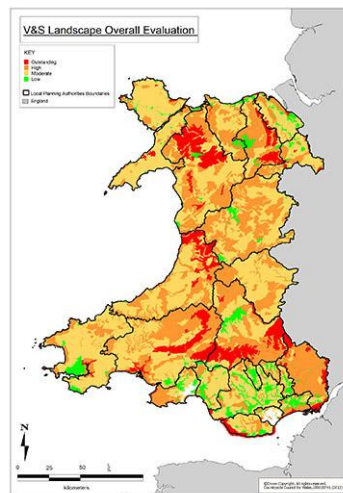 V&S Landscape Overall Evaluation
KEY
Outstanding
High
Moderate
Low
Local Planning Authorities Boundaries
England
N
0 25 50
kilometers